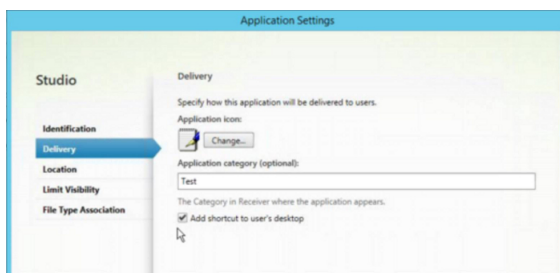 Application Settings
Studio
Identification
Delivery
Location
Limit Visibility
File Type Association
Delivery
Specify how this application will be delivered to users.
Application icon:
Change...
Application category (optional):
Test
The Category in Receiver where the application appears.
Add shortcut to user's desktop